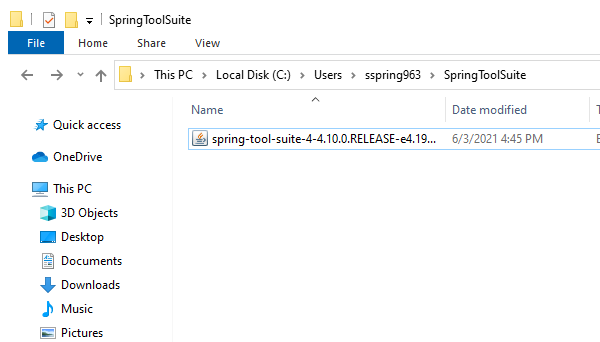 SpringToolSuite
File Home Share View
This PC Local Disk (C:) Users sspring963 SpringToolSuite
Name Date modified
Quick access
spring-tool-suite-4-4.10.0.RELEASE-e4.19... 6/3/2021 4:45 PM
OneDrive
This PC
3D Objects
Desktop
Documents
Downloads
Music
Pictures